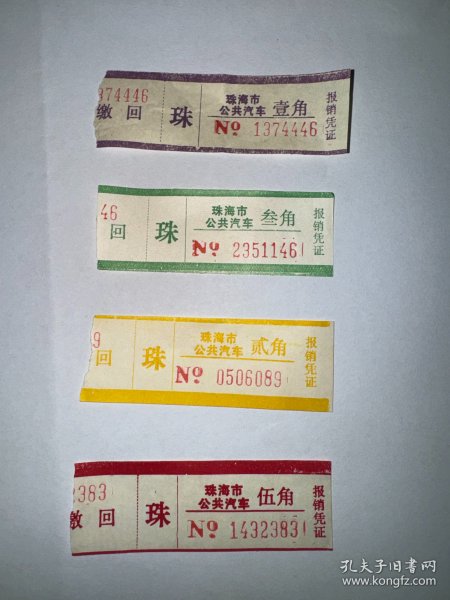 374446
缴回
珠
珠海市
公共汽车
壹角
No 1374446
报销凭证
46
回
珠
珠海市
公共汽车
叁角
No 2351146
报销凭证
9
回
珠
珠海市
公共汽车
贰角
No 0506089
报销凭证
2383
缴回
珠
珠海市
公共汽车
伍角
No 1432383
报销凭证
孔夫子旧书网
www.kongfz.com